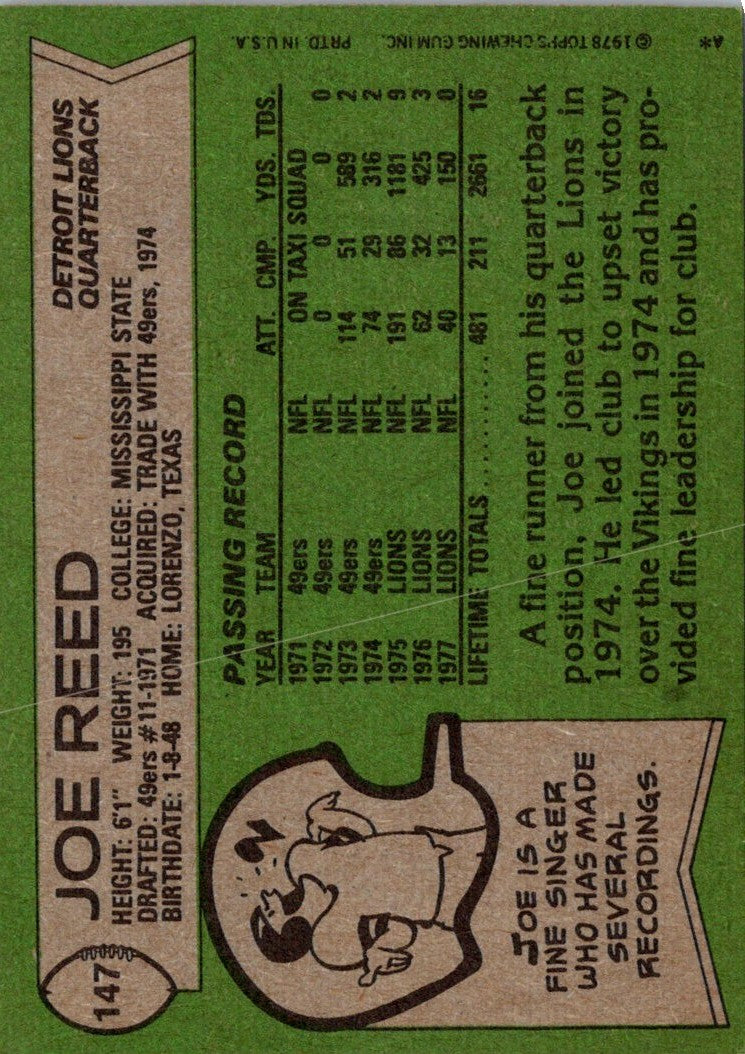 147
JOE REED
DETROIT LIONS
QUARTERBACK
HEIGHT: 6'1" WEIGHT: 195 COLLEGE: MISSISSIPPI STATE
DRAFTED: 49ers #11-1971 ACQUIRED: TRADE WITH 49ers, 1974
BIRTHDATE: 1-8-48 HOME: LORENZO, TEXAS
PASSING RECORD
YEAR TEAM ATT. CMP. YDS. TDS.
1971 49ers NFL ON TAXI SQUAD
1972 49ers NFL 0 0 0 0
1973 49ers NFL 114 51 589 2
1974 49ers NFL 74 29 316 2
1975 LIONS NFL 191 86 1181 9
1976 LIONS NFL 62 32 425 3
1977 LIONS NFL 40 13 150 0
LIFETIME TOTALS.............. 481 211 2661 16
A fine runner from his quarterback
position, Joe joined the Lions in
1974. He led club to upset victory
over the Vikings in 1974 and has pro-
vided fine leadership for club.
JOE IS A
FINE SINGER
WHO HAS MADE
SEVERAL
RECORDINGS.
A* © 1978 TOPPS CHEWING GUM INC. PRTD. IN U.S.A.